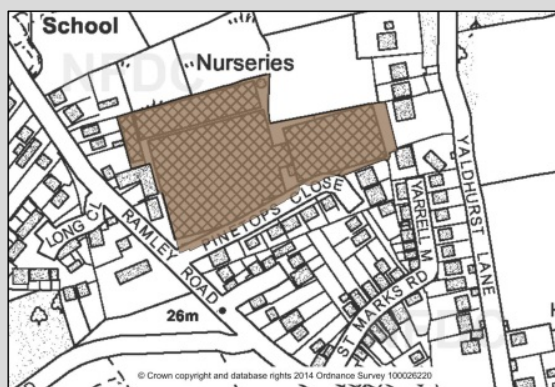 School
NFDC
Nurseries
LONG CL
RAMLEY ROAD
PINETOPS CLOSE
YARRELL M
YALDHURST LANE
ST MARKS RD
26m
NFDC
© Crown copyright and database rights 2014 Ordnance Survey 100026220